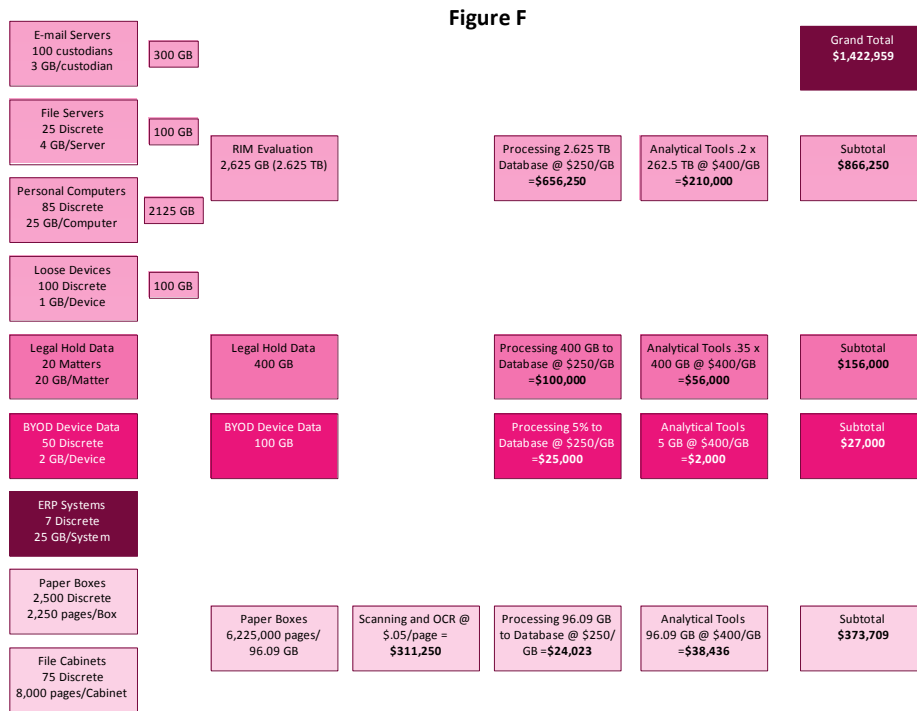 Figure F
E-mail Servers
100 custodians
3 GB/custodian
300 GB
Grand Total
$1,422,959
File Servers
25 Discrete
4 GB/Server
100 GB
RIM Evaluation
2,625 GB (2.625 TB)
Processing 2.625 TB
Database @ $250/GB
=$656,250
Analytical Tools .2 x
262.5 TB @ $400/GB
=$210,000
Subtotal
$866,250
Personal Computers
85 Discrete
25 GB/Computer
2125 GB
Loose Devices
100 Discrete
1 GB/Device
100 GB
Legal Hold Data
20 Matters
20 GB/Matter
Legal Hold Data
400 GB
Processing 400 GB to
Database @ $250/GB
=$100,000
Analytical Tools .35 x
400 GB @ $400/GB
=$56,000
Subtotal
$156,000
BYOD Device Data
50 Discrete
2 GB/Device
BYOD Device Data
100 GB
Processing 5% to
Database @ $250/GB
=$25,000
Analytical Tools
5 GB @ $400/GB
=$2,000
Subtotal
$27,000
ERP Systems
7 Discrete
25 GB/System
Paper Boxes
2,500 Discrete
2,250 pages/Box
Paper Boxes
6,225,000 pages/
96.09 GB
Scanning and OCR @
$.05/page =
$311,250
Processing 96.09 GB
to Database @ $250/
GB =$24,023
Analytical Tools
96.09 GB @ $400/GB
=$38,436
Subtotal
$373,709
File Cabinets
75 Discrete
8,000 pages/Cabinet